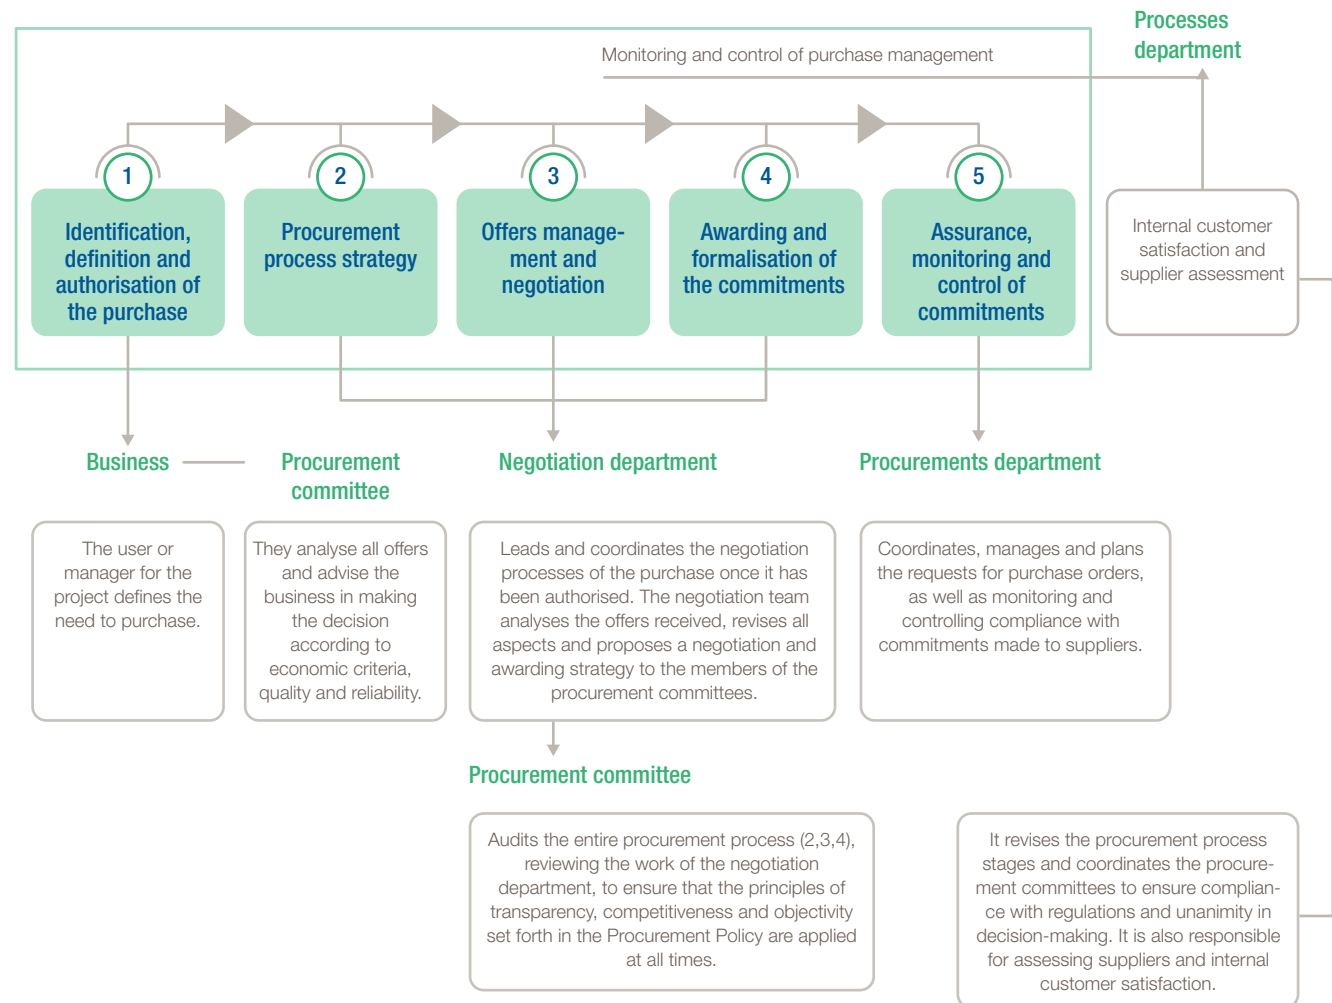 Processes
department
Monitoring and control of purchase management
1
2
3
4
5
Identification,
definition and
authorisation of
the purchase
Procurement
process strategy
Offers manage-
ment and
negotiation
Awarding and
formalisation of
the commitments
Assurance,
monitoring and
control of
commitments
Internal customer
satisfaction and
supplier assessment
Business
Procurement
committee
Negotiation department
Procurements department
The user or
manager for the
project defines the
need to purchase.
They analyse all offers
and advise the
business in making
the decision
according to
economic criteria,
quality and reliability.
Leads and coordinates the negotiation
processes of the purchase once it has
been authorised. The negotiation team
analyses the offers received, revises all
aspects and proposes a negotiation and
awarding strategy to the members of the
procurement committees.
Coordinates, manages and plans
the requests for purchase orders,
as well as monitoring and
controlling compliance with
commitments made to suppliers.
Procurement committee
Audits the entire procurement process (2,3,4),
reviewing the work of the negotiation
department, to ensure that the principles of
transparency, competitiveness and objectivity
set forth in the Procurement Policy are applied
at all times.
It revises the procurement process
stages and coordinates the procure-
ment committees to ensure complian-
ce with regulations and unanimity in
decision-making. It is also responsible
for assessing suppliers and internal
customer satisfaction.